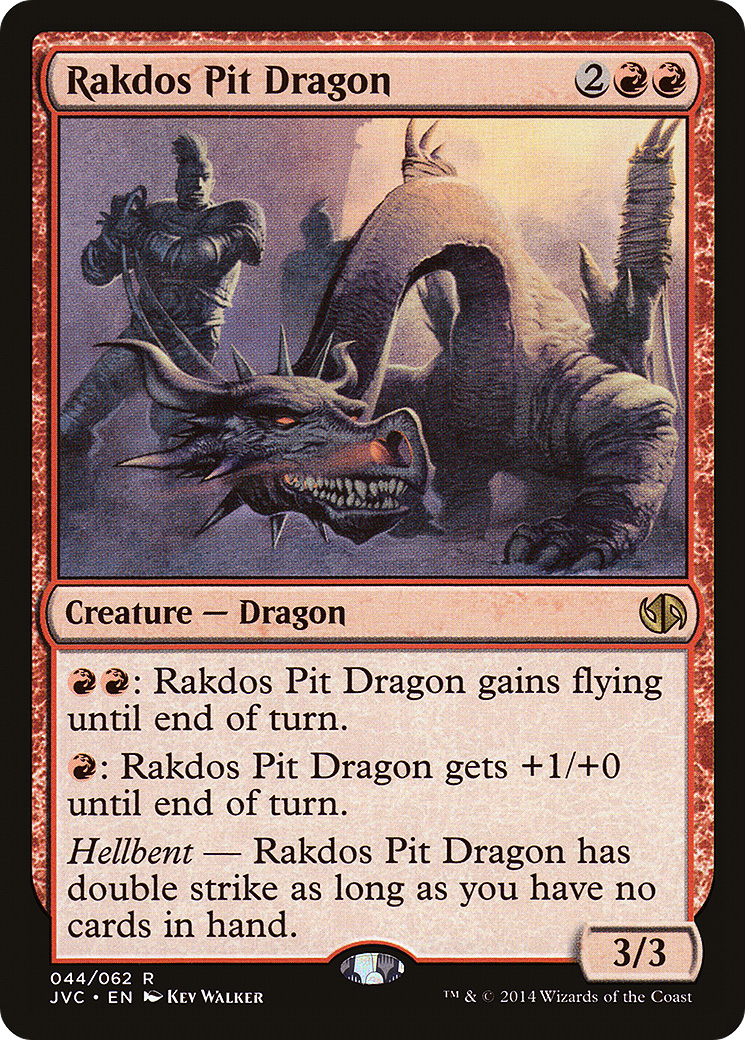 Rakdos Pit Dragon 2
Creature — Dragon
: Rakdos Pit Dragon gains flying
until end of turn.
: Rakdos Pit Dragon gets +1/+0
until end of turn.
Hellbent — Rakdos Pit Dragon has
double strike as long as you have no
cards in hand.
3/3
044/062 R
JVC • EN Kev Walker
™ & © 2014 Wizards of the Coast